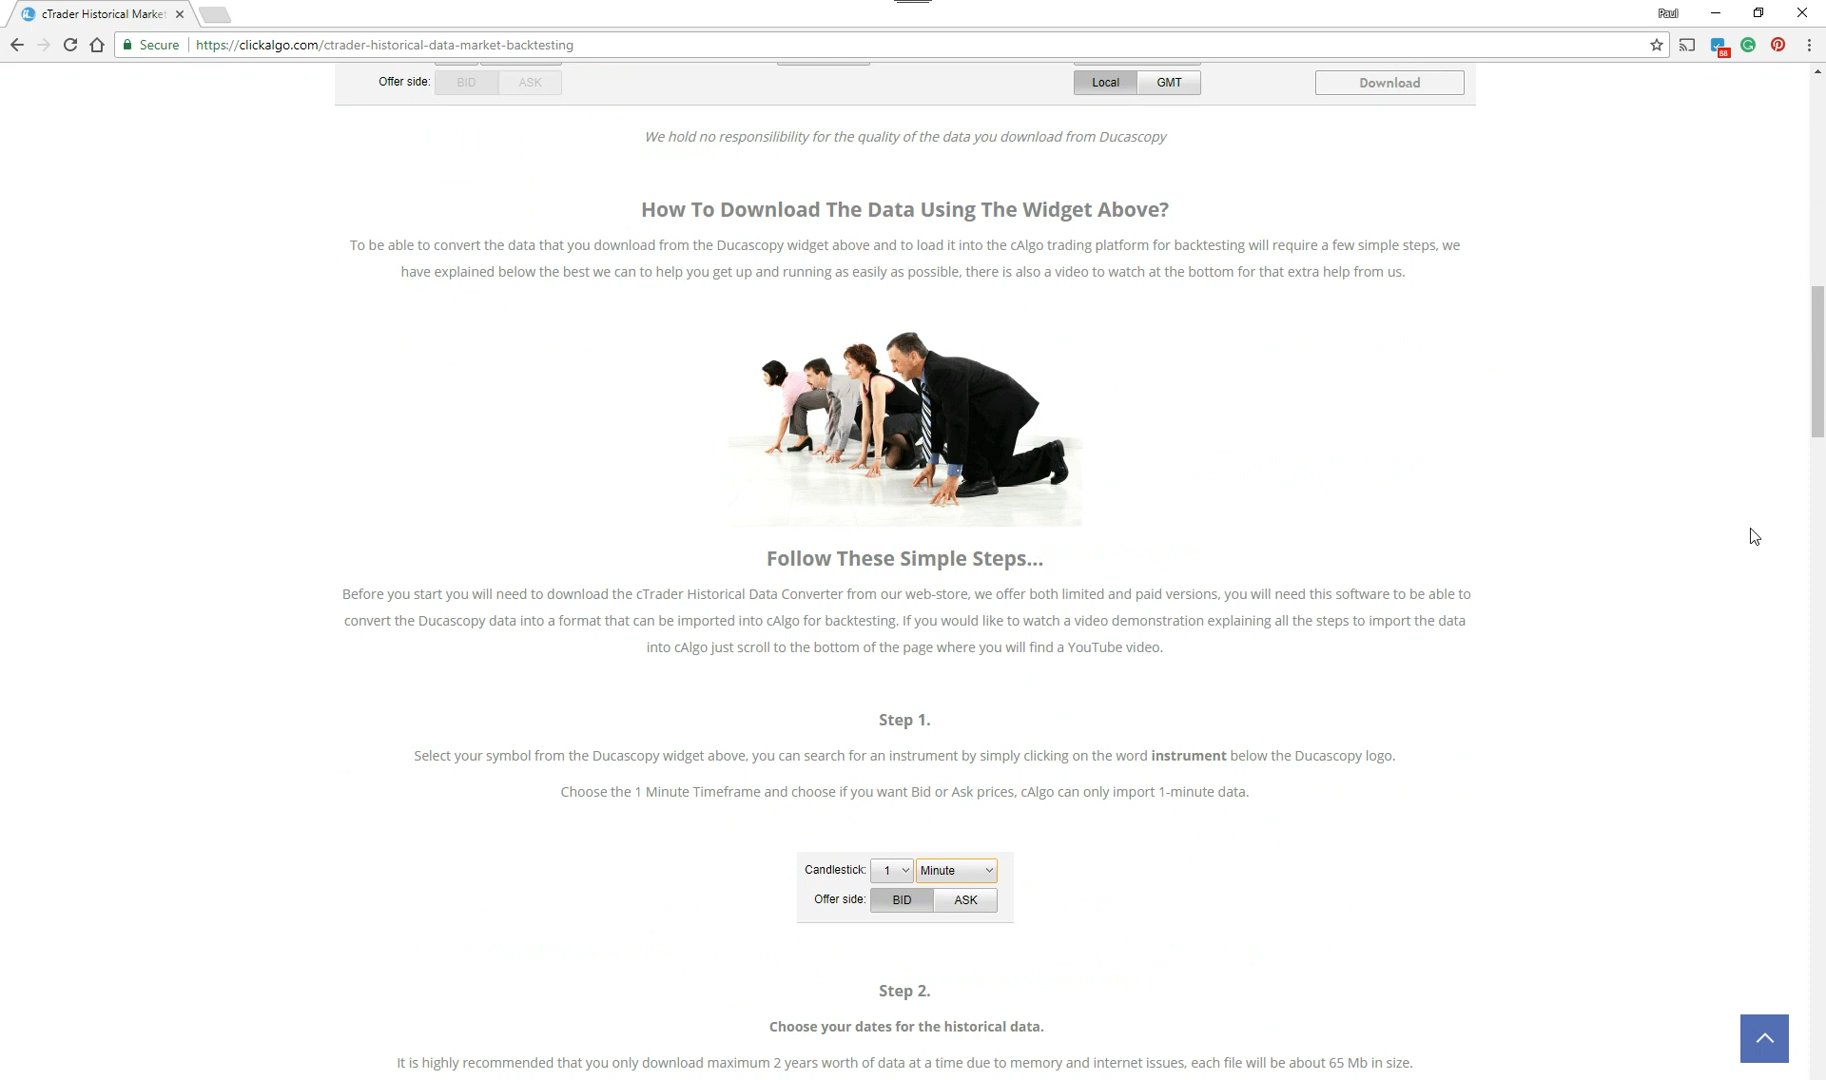 cTrader Historical Marke
Paul
Secure
https://clickalgo.com/ctrader-historical-data-market-backtesting
88
Offer side: BID ASK Local GMT Download
We hold no responsilibility for the quality of the data you download from Ducascopy
How To Download The Data Using The Widget Above?
To be able to convert the data that you download from the Ducascopy widget above and to load it into the cAlgo trading platform for backtesting will require a few simple steps, we
have explained below the best we can to help you get up and running as easily as possible, there is also a video to watch at the bottom for that extra help from us.
Follow These Simple Steps...
Before you start you will need to download the cTrader Historical Data Converter from our web-store, we offer both limited and paid versions, you will need this software to be able to
convert the Ducascopy data into a format that can be imported into cAlgo for backtesting. If you would like to watch a video demonstration explaining all the steps to import the data
into cAlgo just scroll to the bottom of the page where you will find a YouTube video.
Step 1.
Select your symbol from the Ducascopy widget above, you can search for an instrument by simply clicking on the word instrument below the Ducascopy logo.
Choose the 1 Minute Timeframe and choose if you want Bid or Ask prices, cAlgo can only import 1-minute data.
Candlestick: 1 Minute
Offer side: BID ASK
Step 2.
Choose your dates for the historical data.
It is highly recommended that you only download maximum 2 years worth of data at a time due to memory and internet issues, each file will be about 65 Mb in size.